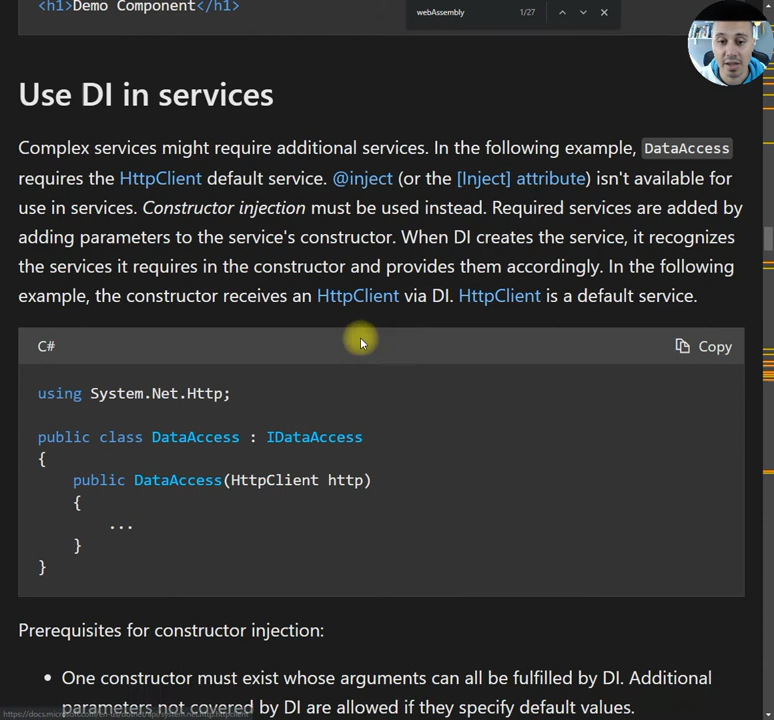 <h1>Demo Component</h1>
webAssembly 1/27
Use DI in services
Complex services might require additional services. In the following example, DataAccess
requires the HttpClient default service. @inject (or the [Inject] attribute) isn't available for
use in services. Constructor injection must be used instead. Required services are added by
adding parameters to the service's constructor. When DI creates the service, it recognizes
the services it requires in the constructor and provides them accordingly. In the following
example, the constructor receives an HttpClient via DI. HttpClient is a default service.
C# Copy
using System.Net.Http;
public class DataAccess : IDataAccess
{
public DataAccess(HttpClient http)
{
...
}
}
Prerequisites for constructor injection:
One constructor must exist whose arguments can all be fulfilled by DI. Additional
parameters not covered by DI are allowed if they specify default values.